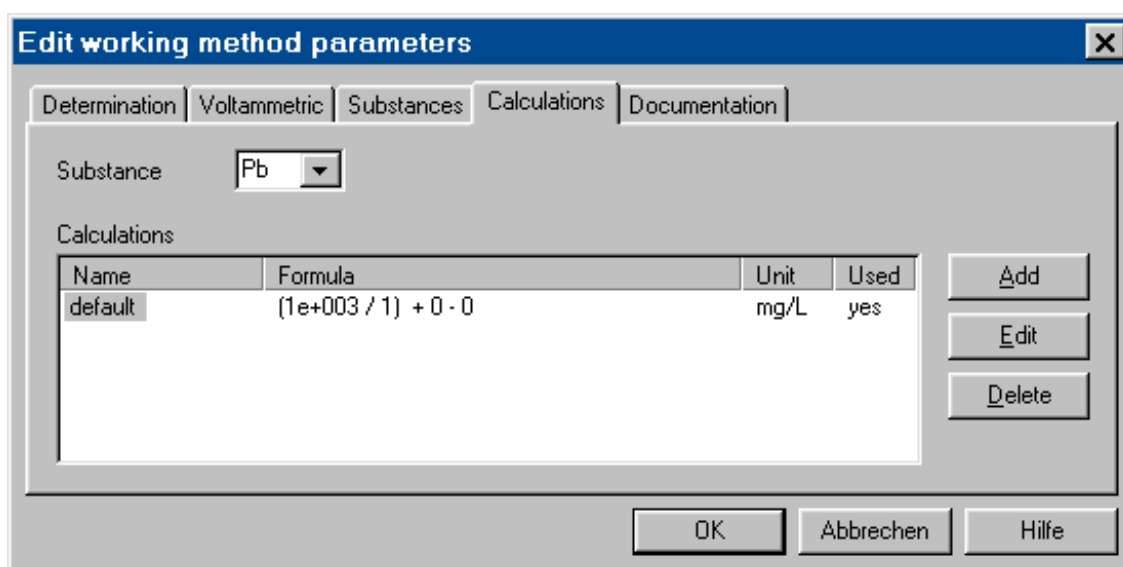 Edit working method parameters
Determination Voltammetric Substances Calculations Documentation
Substance Pb
Calculations
Name Formula Unit Used
default (1e+003 / 1) + 0 - 0 mg/L yes
Add
Edit
Delete
OK Abbrechen Hilfe